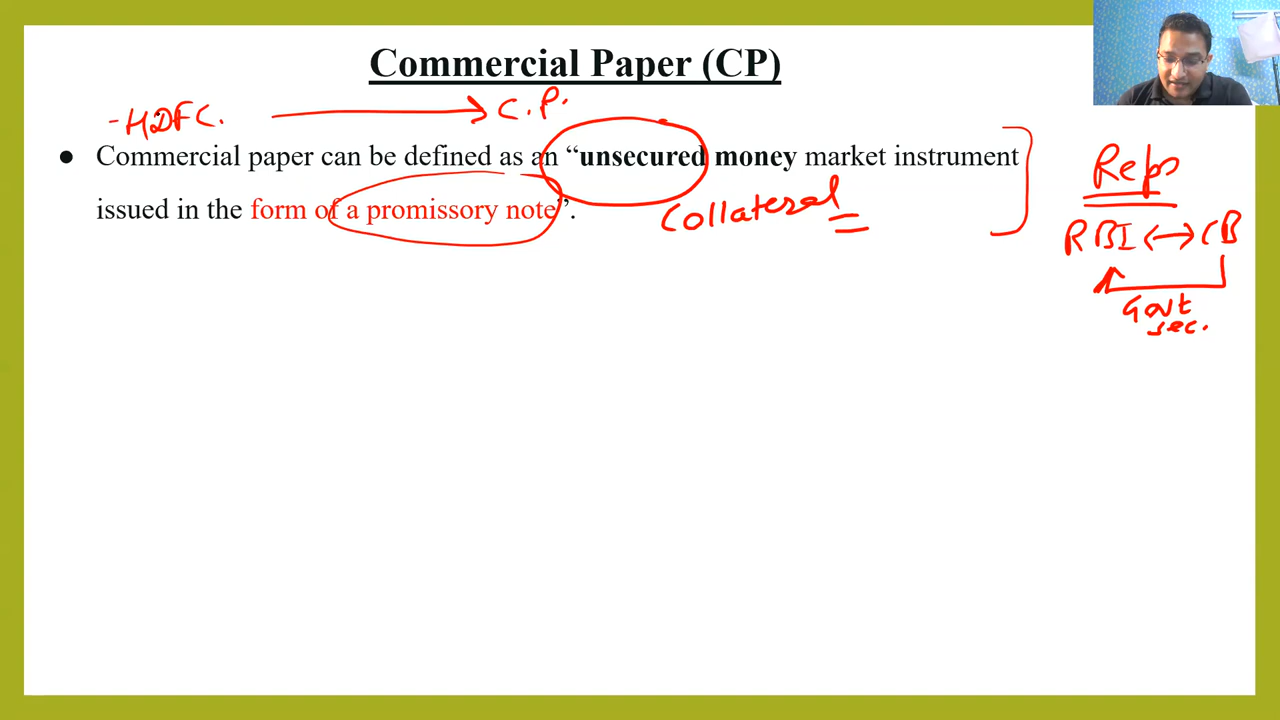 Commercial Paper (CP)
-HDFC. → C.P.
● Commercial paper can be defined as an “unsecured money market instrument
issued in the form of a promissory note”.
Collateral
Repo
RBI ↔ CB
Govt
sec.